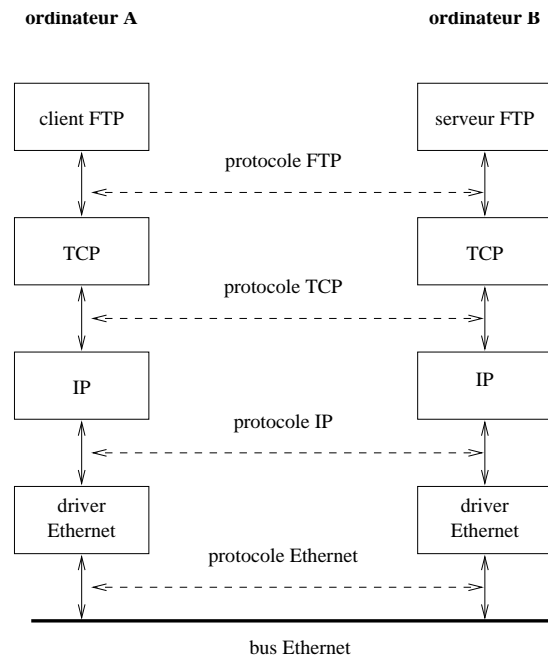 ordinateur A
ordinateur B
client FTP
serveur FTP
protocole FTP
TCP
TCP
protocole TCP
IP
IP
protocole IP
driver
Ethernet
driver
Ethernet
protocole Ethernet
bus Ethernet